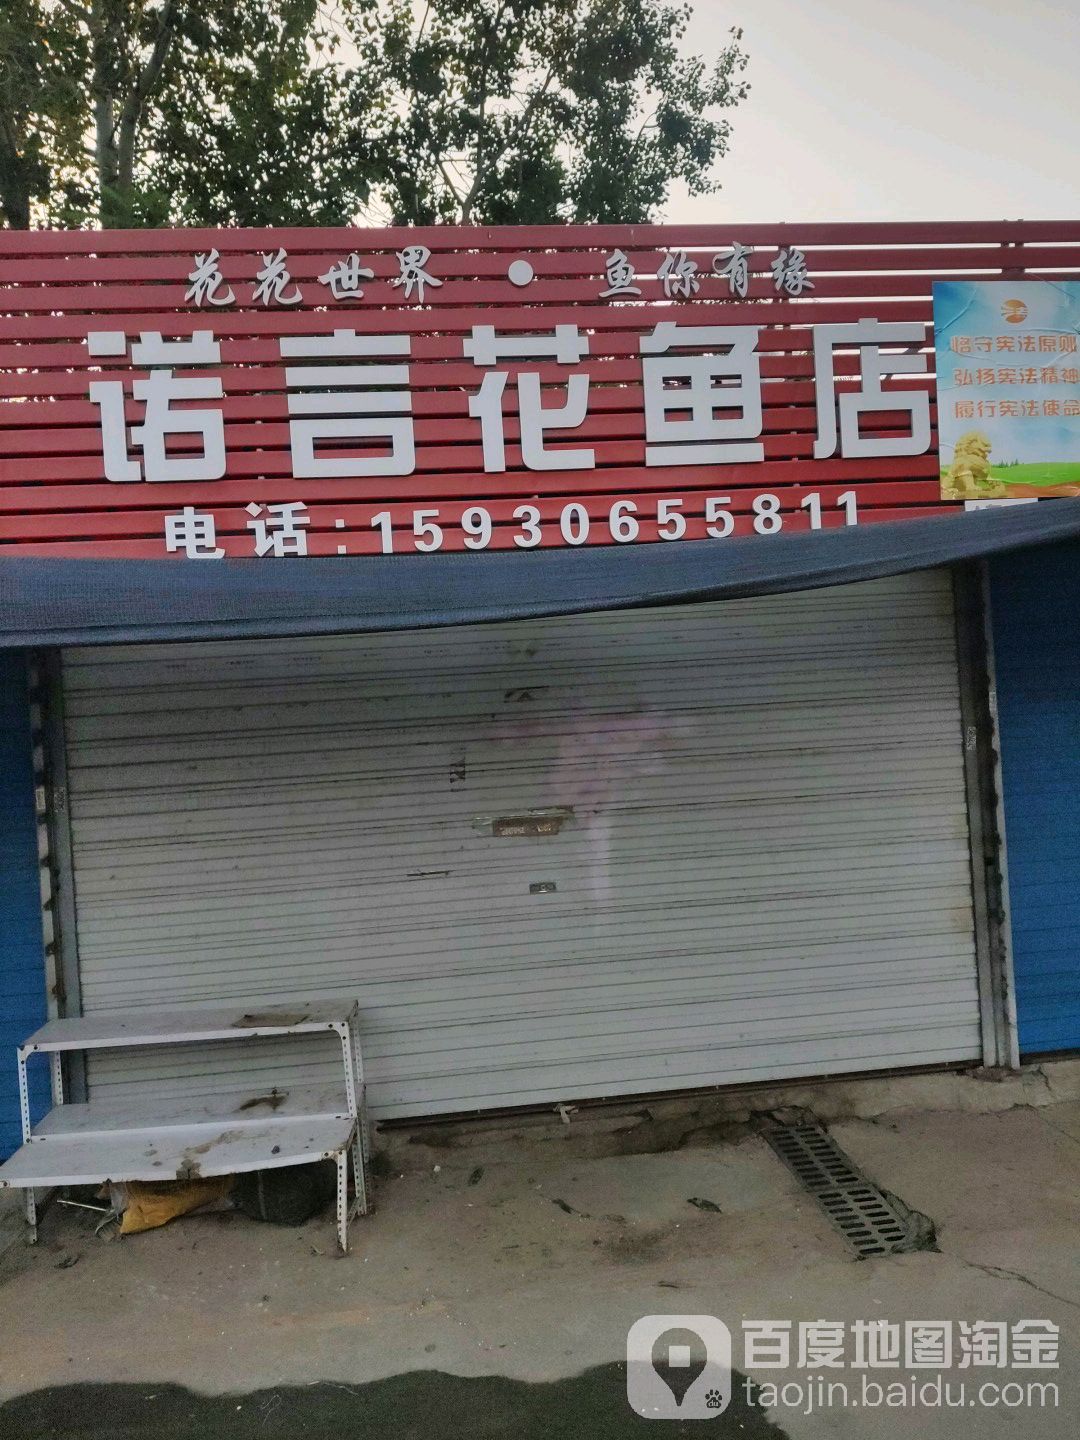 花花世界·鱼你有缘
诺言花鱼店
电话:15930655811
恪守宪法原则
弘扬宪法精神
履行宪法使命
百度地图淘金
taojin.baidu.com